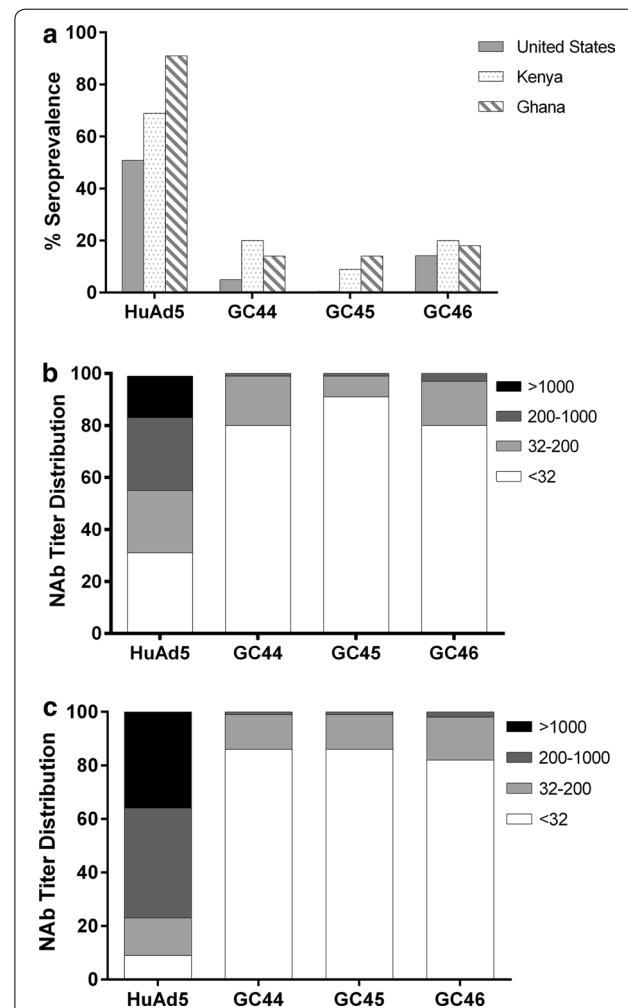 a
100
80
60
40
20
0
% Seroprevalence
United States
Kenya
Ghana
HuAd5 GC44 GC45 GC46
b
100
80
60
40
20
0
NAb Titer Distribution
>1000
200-1000
32-200
<32
HuAd5 GC44 GC45 GC46
c
100
80
60
40
20
0
NAb Titer Distribution
>1000
200-1000
32-200
<32
HuAd5 GC44 GC45 GC46